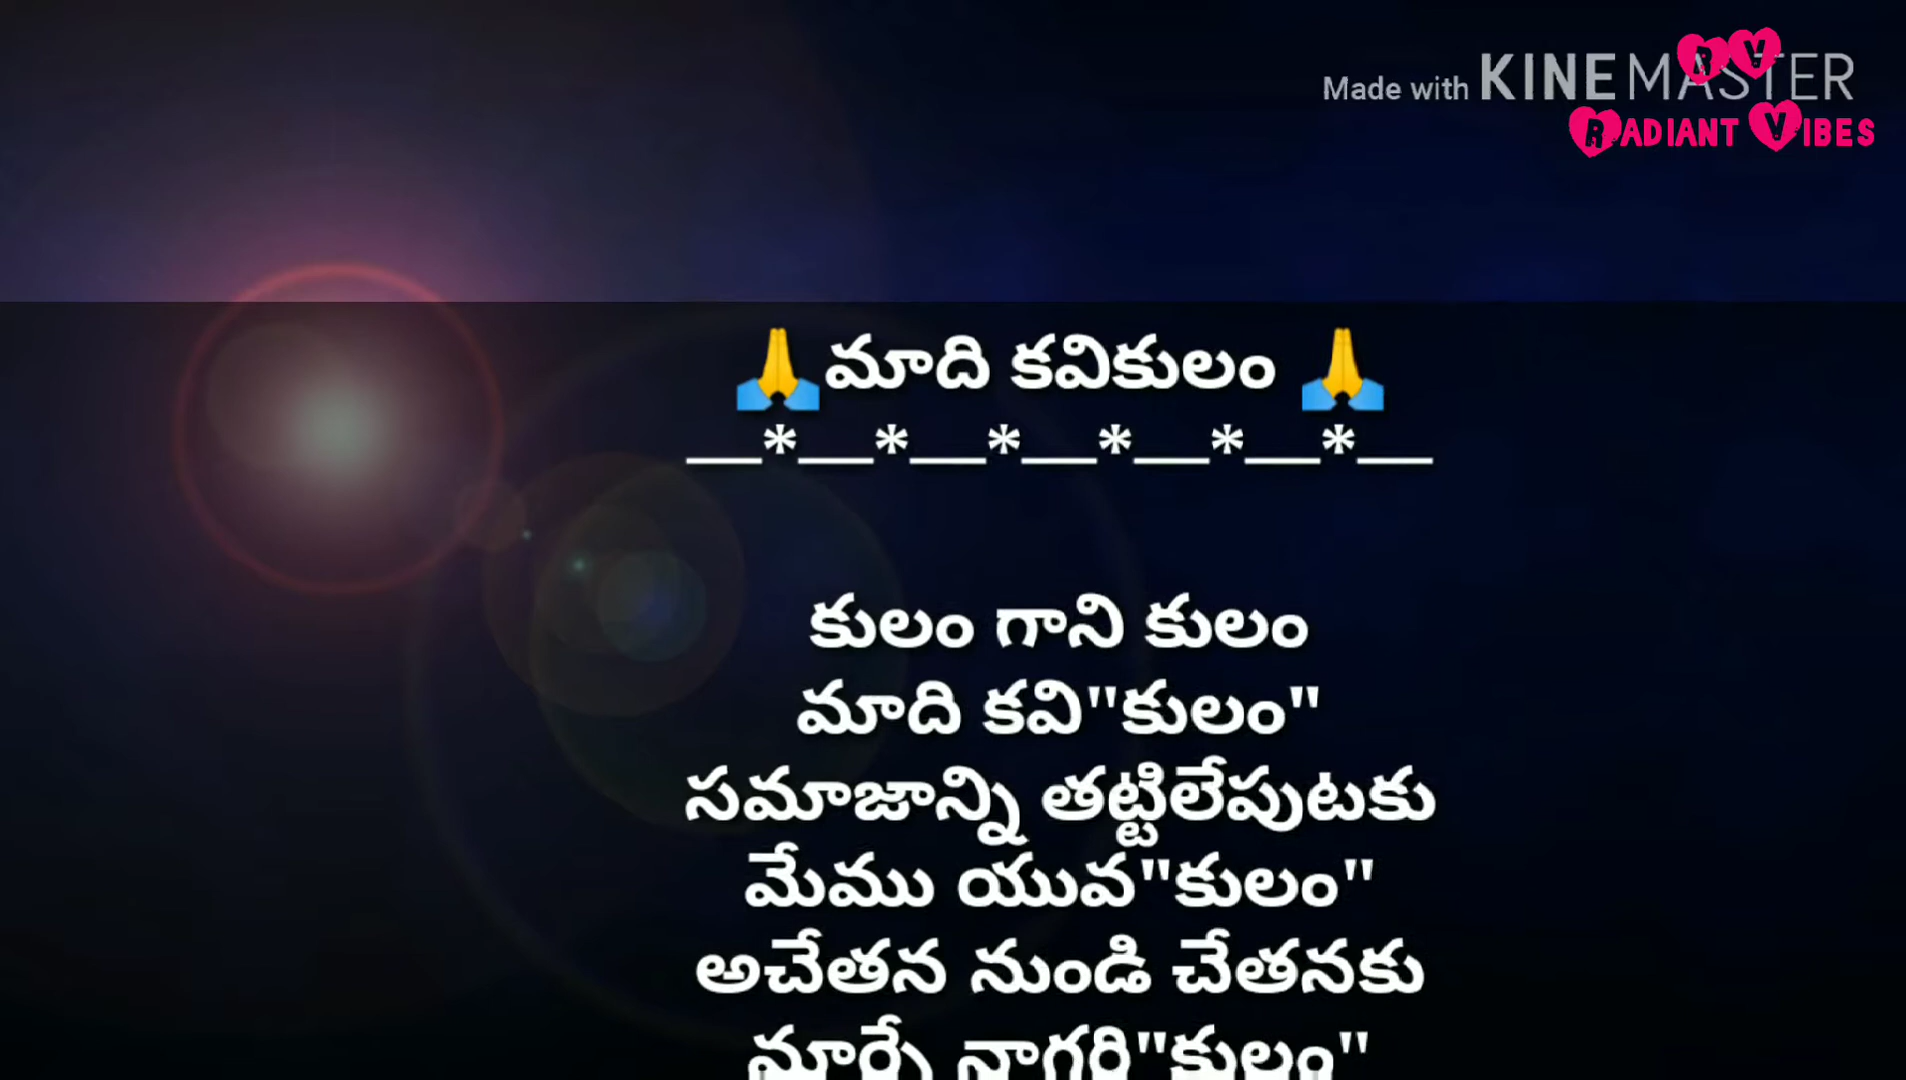 Made with KINEMASTER
R V
RADIANT VIBES
🙏మాది కవికులం 🙏
__*__*__*__*__*__*__
కులం గాని కులం
మాది కవి"కులం"
సమాజాన్ని తట్టిలేపుటకు
మేము యువ"కులం"
అచేతన నుండి చేతనకు
మార్చే నాగరి"కులం"